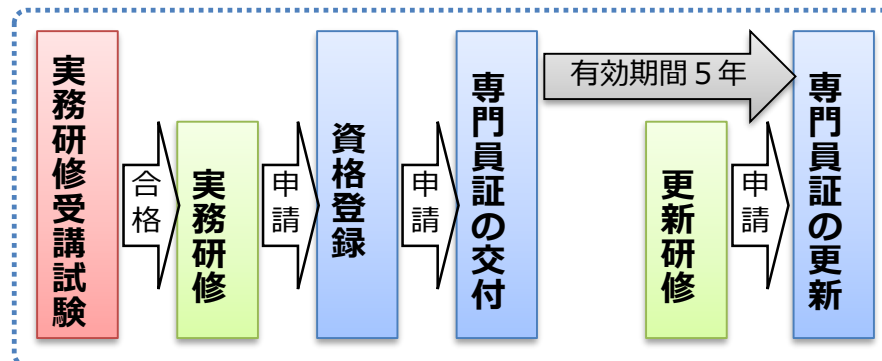 実務研修受講試験
合格
実務研修
申請
資格登録
申請
専門員証の交付
有効期間5年
更新研修
申請
専門員証の更新